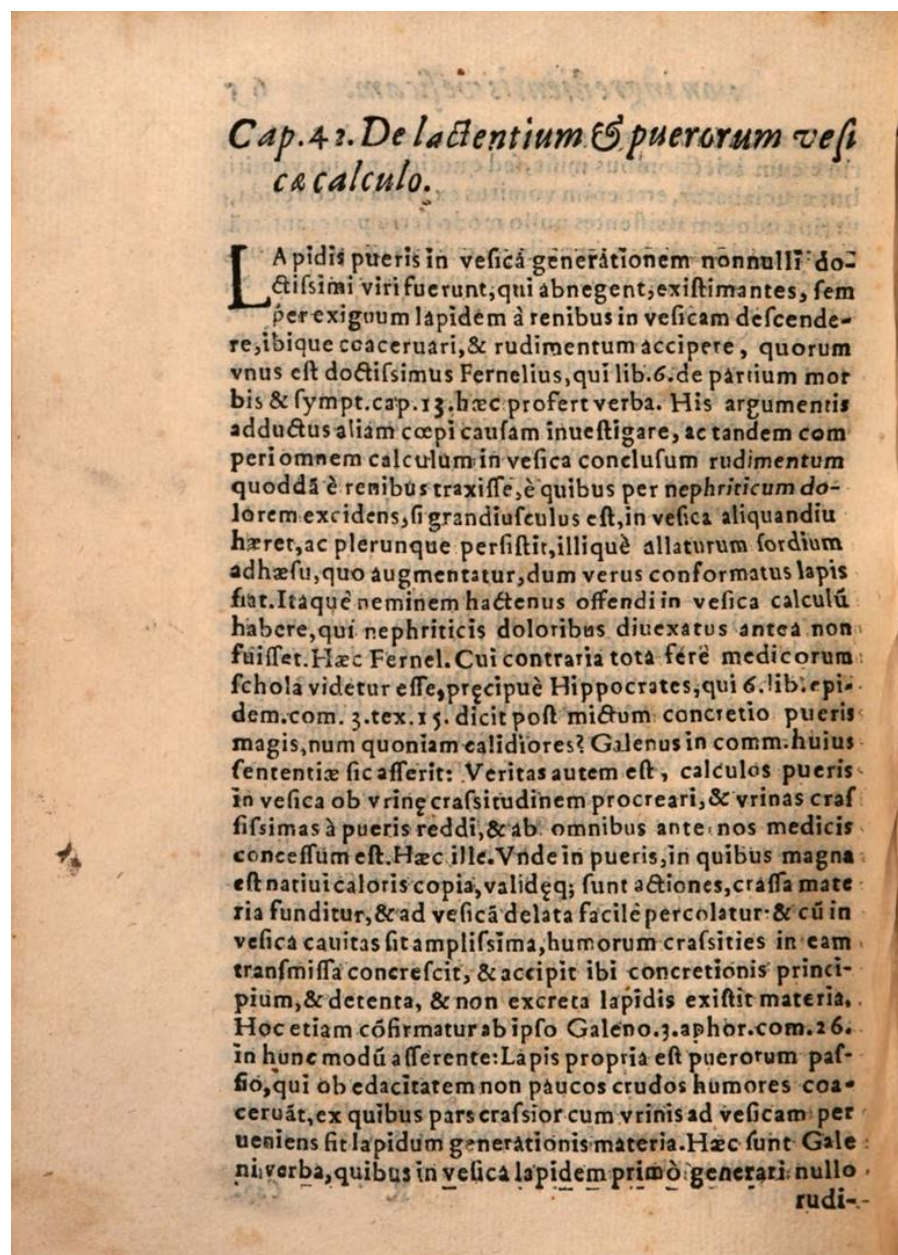 Cap.42. De lactentium & puerorum vesi
cæ calculo.
LApidis pueris in vesicá generationem nonnulli do-
ctissimi viri fuerunt, qui abnegent, existimantes, sem
per exiguum lapidem à renibus in vesicam descende-
re, ibique coaceruari, & rudimentum accipere, quorum
vnus est doctissimus Fernelius, qui lib.6.de partium mor
bis & sympt.cap.13.hæc profert verba. His argumentis
adductus aliam cœpi causam inuestigare, ac tandem com
peri omnem calculum in vesica conclusum rudimentum
quoddã è renibus traxisse, è quibus per nephriticum do-
lorem excidens, si grandiusculus est, in vesica aliquandiu
hæret, ac plerunque persistit, illiquè allaturum sordium
adhæsu, quo augmentatur, dum verus conformatus lapis
fiat. Itaque neminem hactenus offendi in vesica calculũ
habere, qui nephriticis doloribus diuexatus antea non
fuisset. Hæc Fernel. Cui contraria tota ferè medicorum
schola videtur esse, pręcipuè Hippocrates, qui 6.lib.epi-
dem.com. 3.tex.15. dicit post mictum concretio pueris
magis, num quoniam calidiores? Galenus in comm. huius
sententiæ sic asserit: Veritas autem est, calculos pueris
in vesica ob vrinę crassitudinem procreari, & vrinas cras
sissimas à pueris reddi, & ab omnibus ante nos medicis
concessum est. Hæc ille. Vnde in pueris, in quibus magna
est natiui caloris copia, validęq; sunt actiones, crassa mate
ria funditur, & ad vesicã delata facilè percolatur: & cũ in
vesica cauitas sit amplissima, humorum crassities in eam
transmissa concrescit, & accipit ibi concretionis princi-
pium, & detenta, & non excreta lapidis existit materia.
Hoc etiam cõfirmatur ab ipso Galeno.3.aphor.com.26.
in hunc modũ asserente: Lapis propria est puerorum pas-
sio, qui ob edacitatem non paucos crudos humores coa-
ceruãt, ex quibus pars crassior cum vrinis ad vesicam per
ueniens fit lapidum generationis materia. Hæc sunt Gale
ni verba, quibus in vesica lapidem primò generari nullo
rudi-